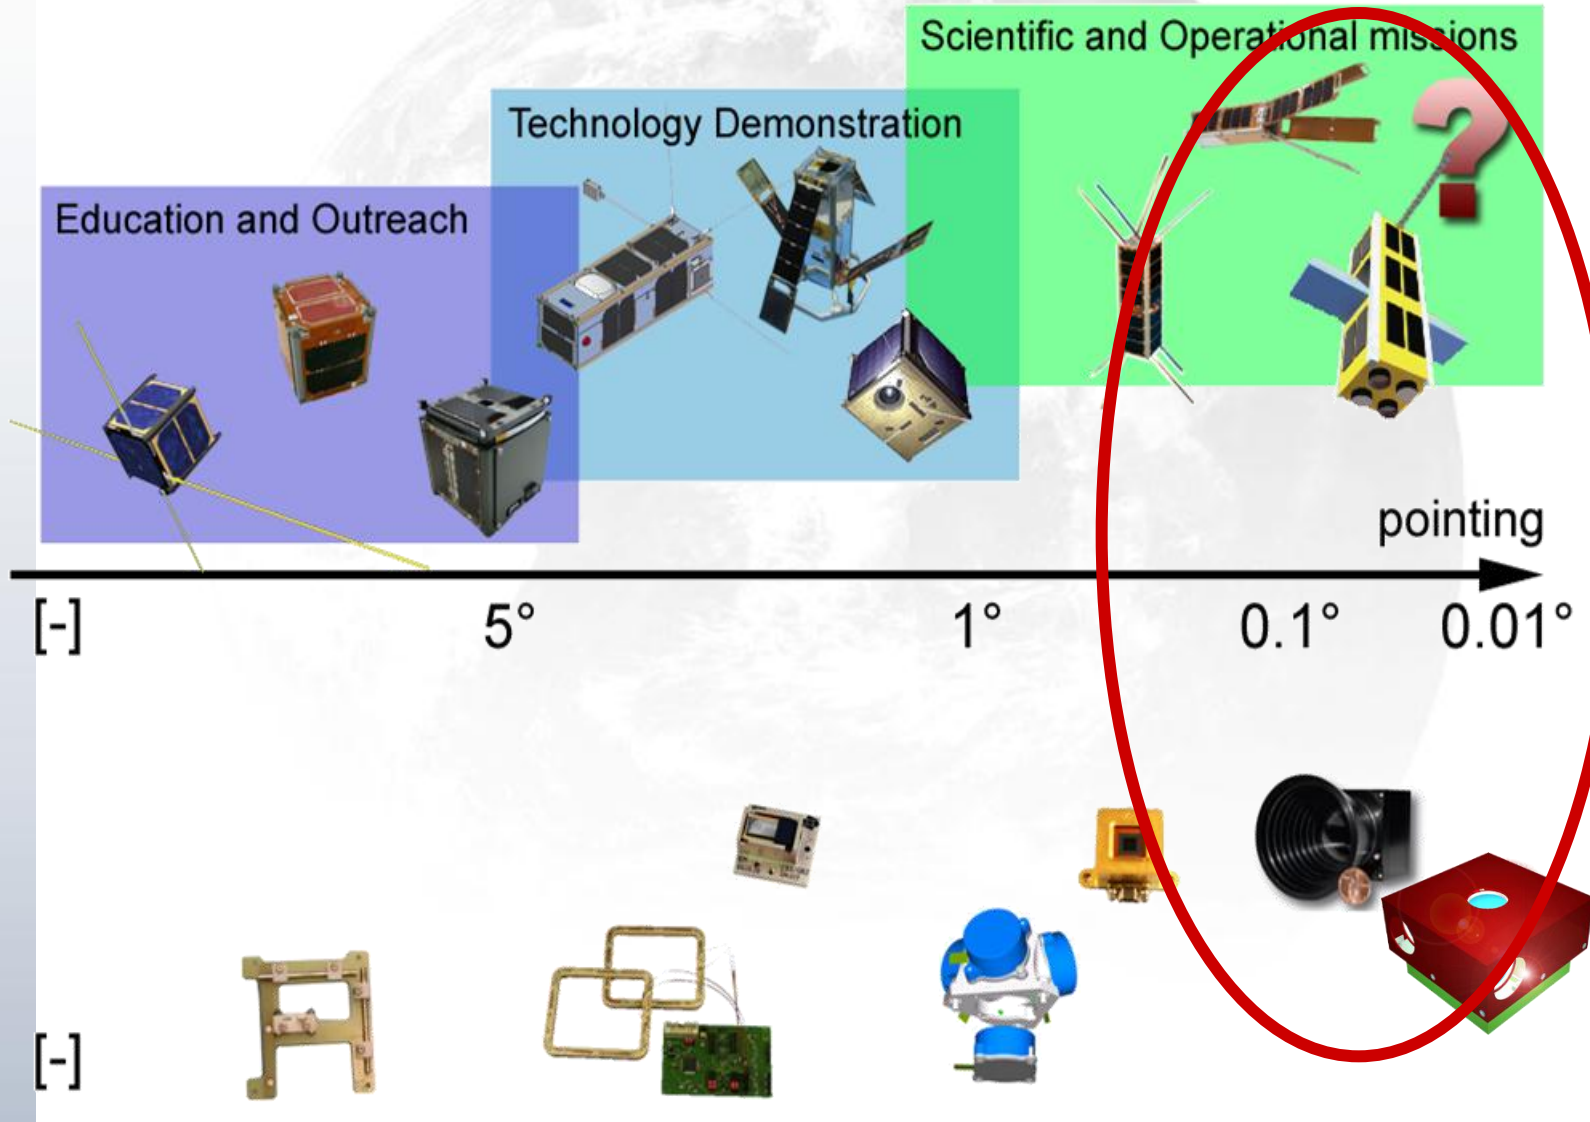 Scientific and Operational missions
Technology Demonstration
Education and Outreach
?
pointing
[-] 5° 1° 0.1° 0.01°
[-]